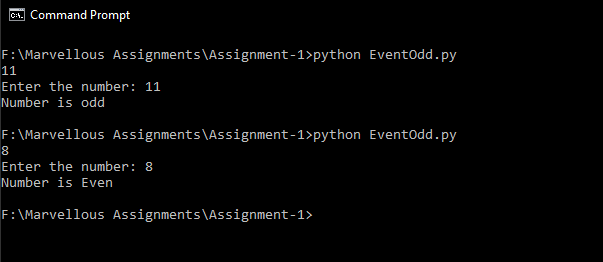 Command Prompt
F:\Marvellous Assignments\Assignment-1>python EventOdd.py
11
Enter the number: 11
Number is odd
F:\Marvellous Assignments\Assignment-1>python EventOdd.py
8
Enter the number: 8
Number is Even
F:\Marvellous Assignments\Assignment-1>